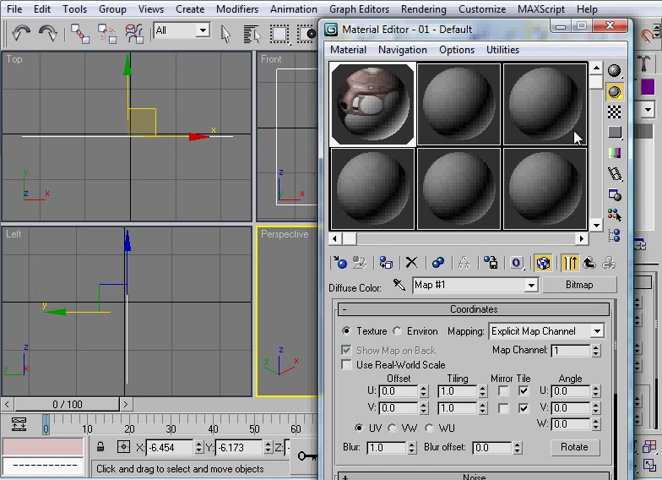 File Edit Tools Group Views Create Modifiers Animation Graph Editors Rendering Customize MAXScript Help
Material Editor - 01 - Default
All
Material Navigation Options Utilities
Top
Front
Left
Perspective
x
y
z
x
z
y
y
z
x
z
x
y
Diffuse Color: Map #1 Bitmap
- Coordinates
Texture Environ Mapping: Explicit Map Channel
Show Map on Back Map Channel: 1
Use Real-World Scale
Offset Tiling Mirror Tile Angle
U: 0.0 1.0 U: 0.0
V: 0.0 1.0 V: 0.0
W: 0.0
UV VW WU
Blur: 1.0 Blur offset: 0.0 Rotate
+ Noise
< 0 / 100 >
0 10 20 30 40 50 60
X: -6.454 Y: -6.173 Z:
Click and drag to select and move objects